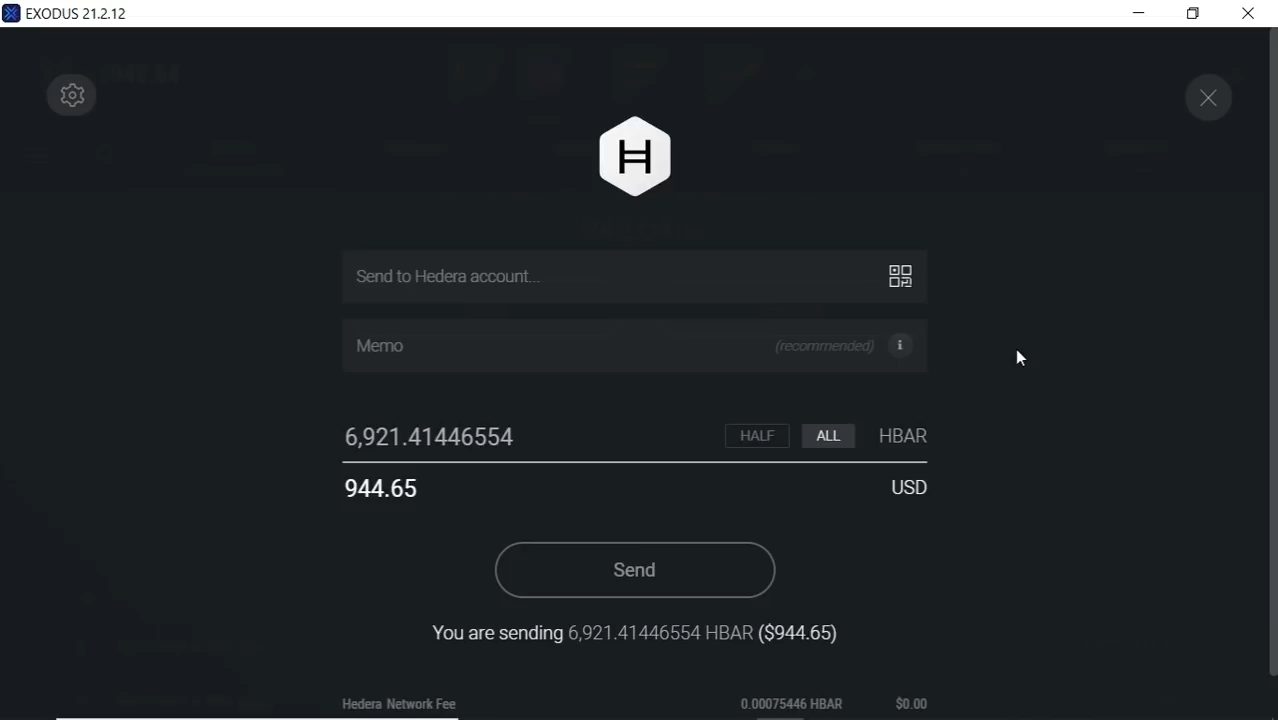 EXODUS 21.2.12
Send to Hedera account...
Memo (recommended) i
6,921.41446554 HALF ALL HBAR
944.65 USD
Send
You are sending 6,921.41446554 HBAR ($944.65)
Hedera Network Fee 0.00075446 HBAR $0.00